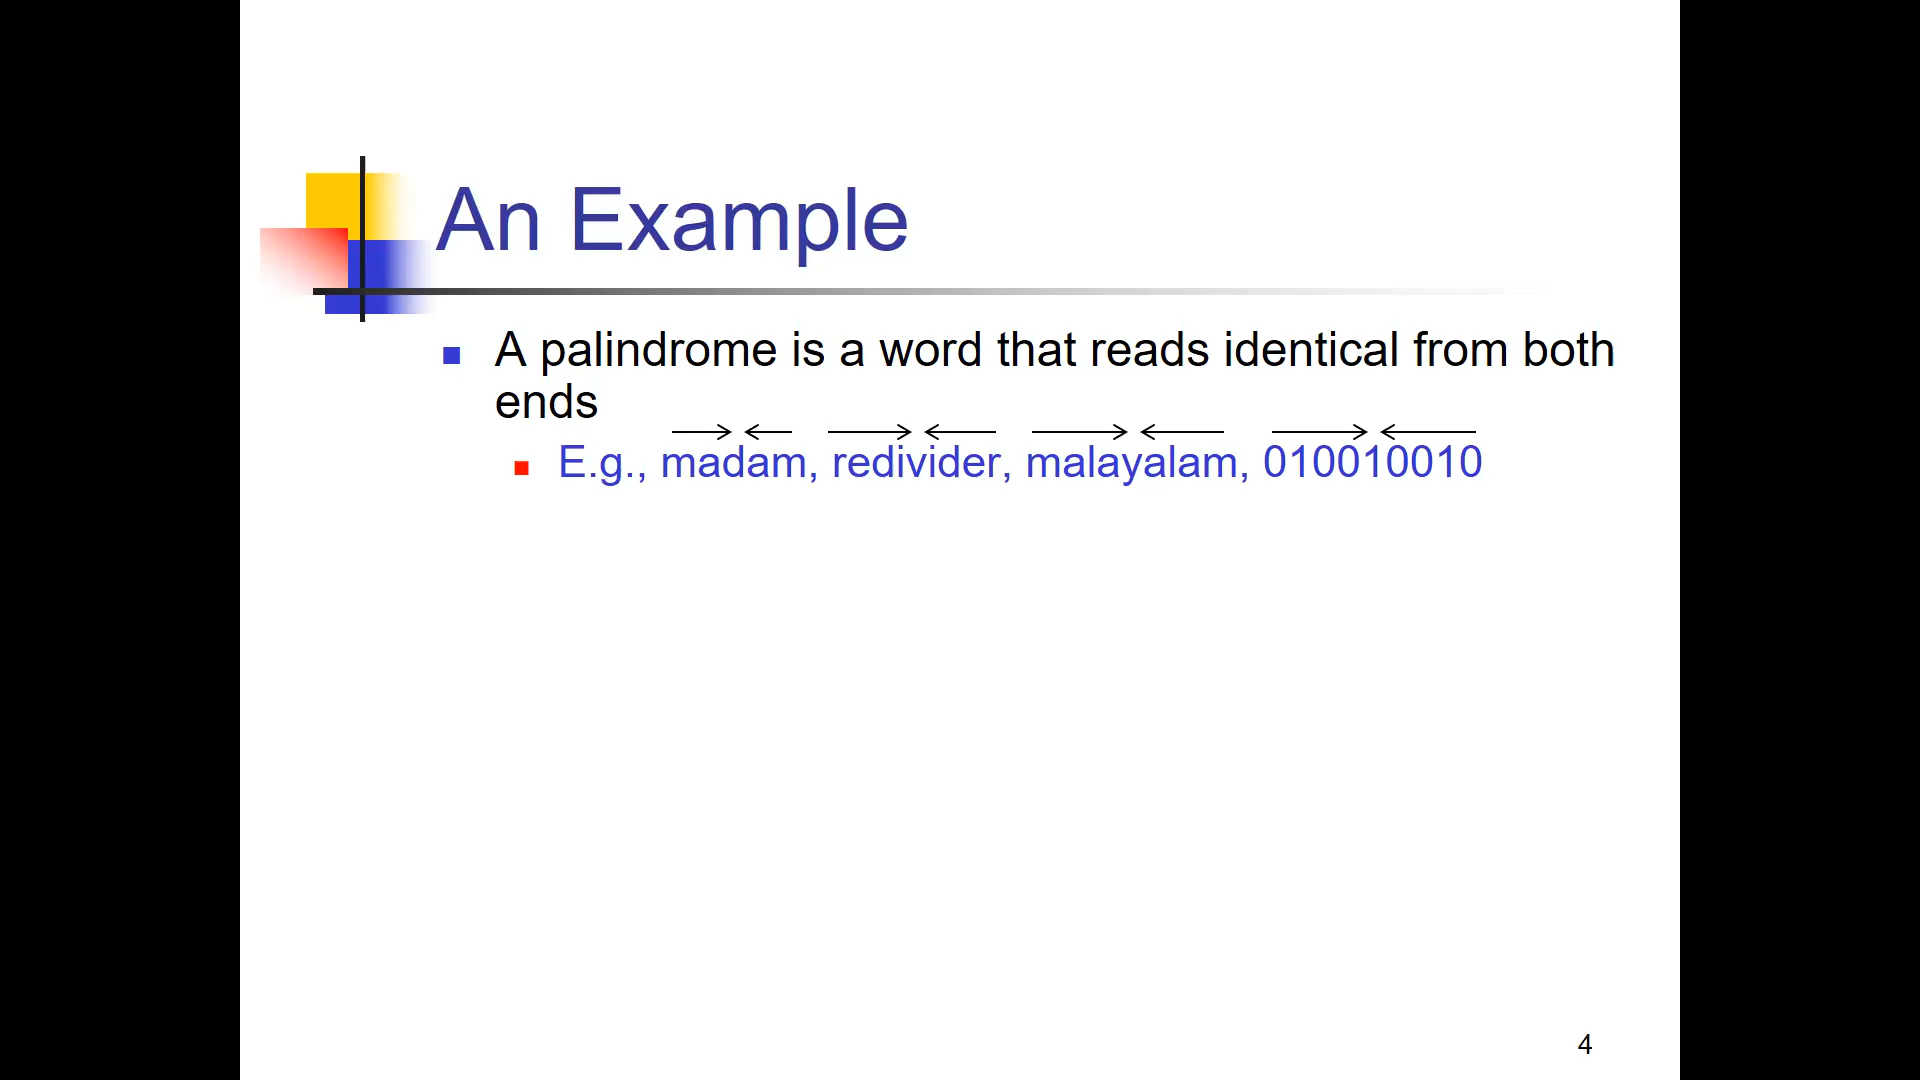 An Example
A palindrome is a word that reads identical from both
ends
E.g., madam, redivider, malayalam, 010010010
4